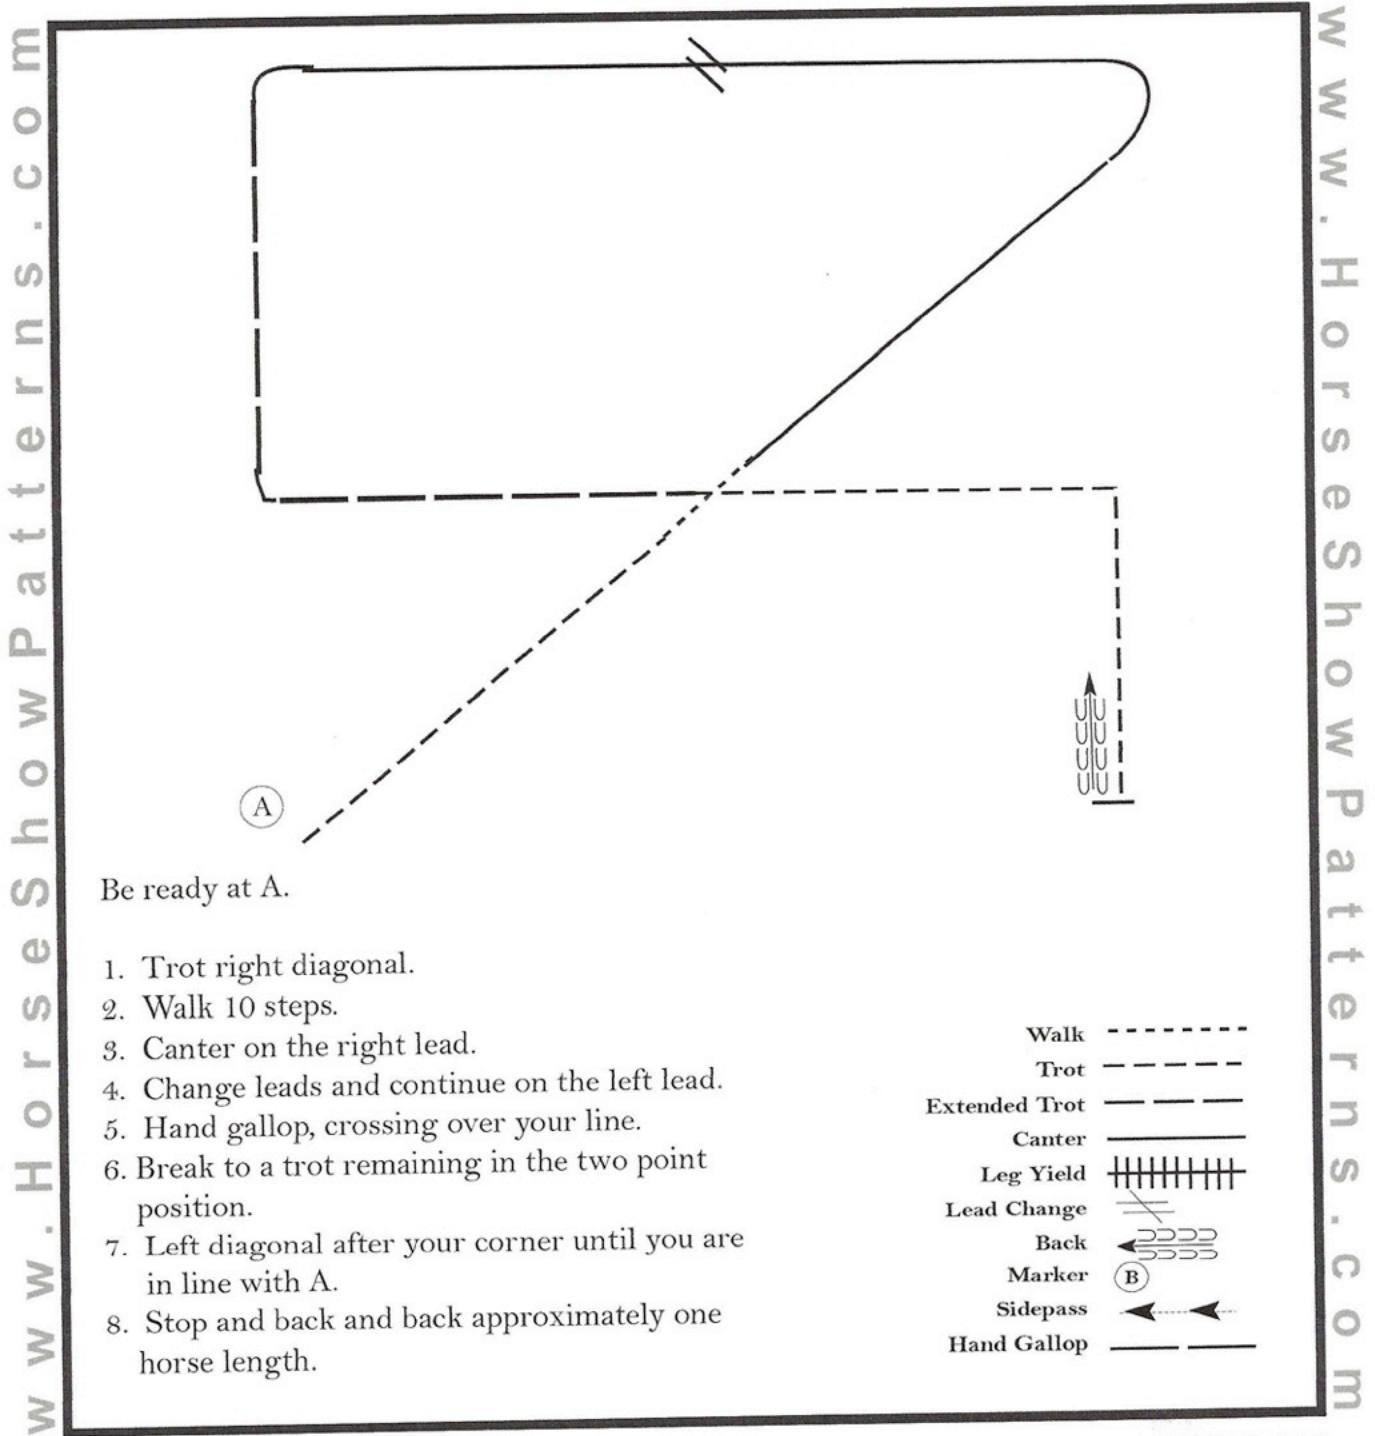 www.HorseShowPatterns.com
www.HorseShowPatterns.com
A
Be ready at A.
1. Trot right diagonal.
2. Walk 10 steps.
3. Canter on the right lead.
4. Change leads and continue on the left lead.
5. Hand gallop, crossing over your line.
6. Break to a trot remaining in the two point
position.
7. Left diagonal after your corner until you are
in line with A.
8. Stop and back and back approximately one
horse length.
Walk
Trot
Extended Trot
Canter
Leg Yield
Lead Change
Back
Marker B
Sidepass
Hand Gallop